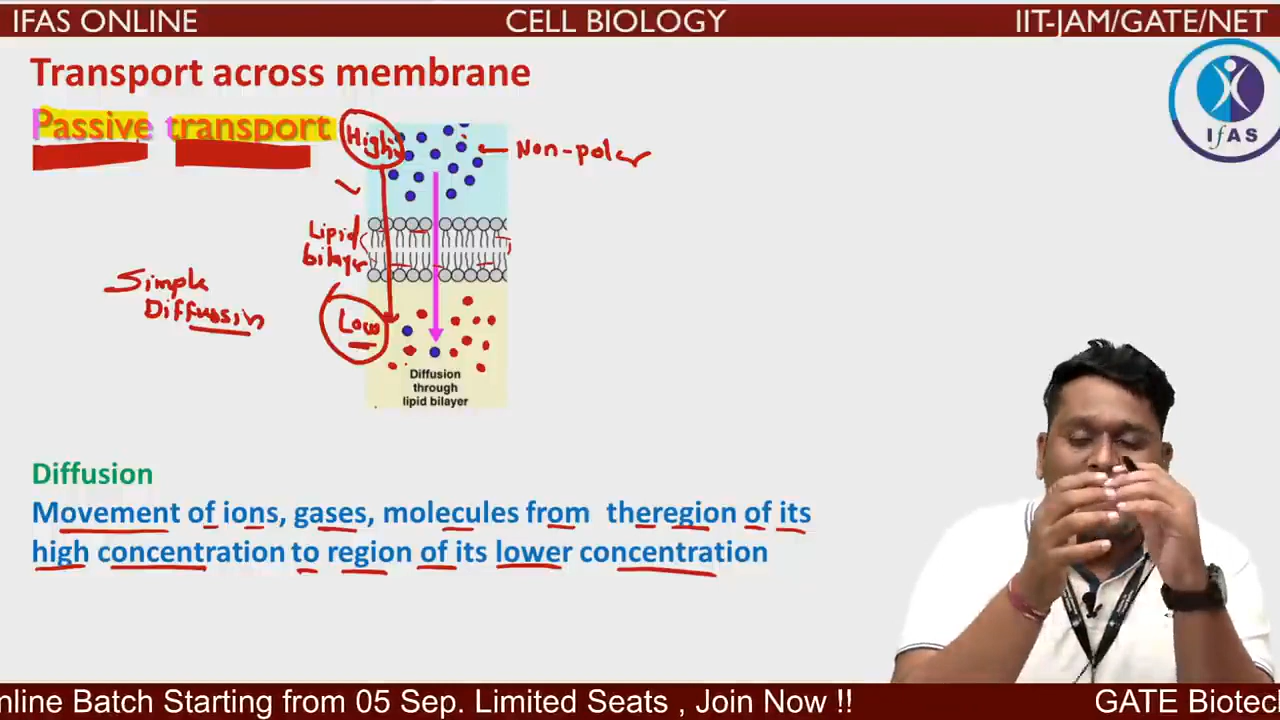 IFAS ONLINE
CELL BIOLOGY
IIT-JAM/GATE/NET
Transport across membrane
Passive transport
High
Non-polar
IfAS
Lipid
bilayer
Simple
Diffusion
Low
Diffusion
through
lipid bilayer
Diffusion
Movement of ions, gases, molecules from theregion of its
high concentration to region of its lower concentration
nline Batch Starting from 05 Sep. Limited Seats , Join Now !!
GATE Biotec